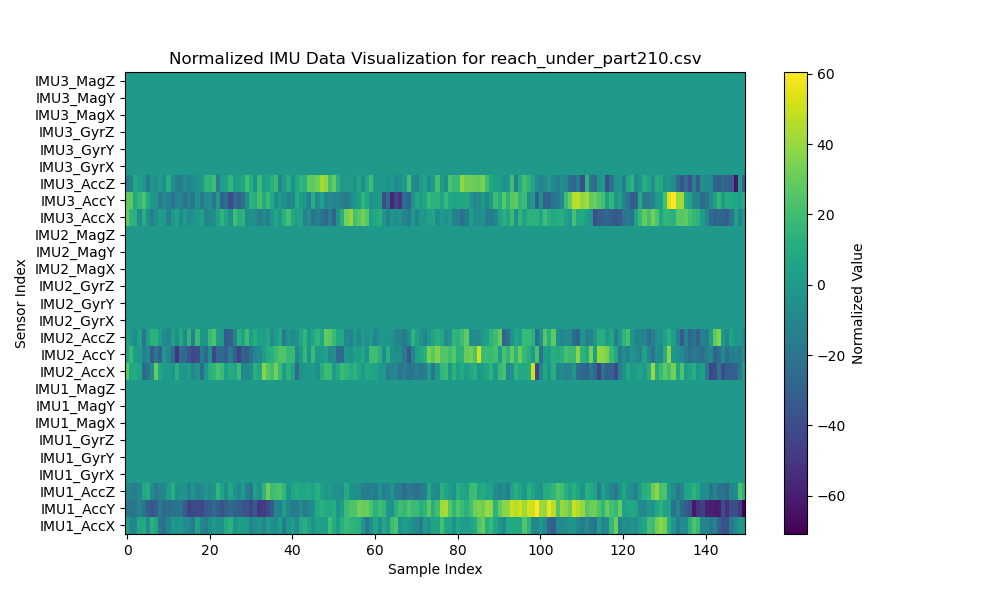 Normalized IMU Data Visualization for reach_under_part210.csv
IMU3_MagZ
IMU3_MagY
IMU3_MagX
IMU3_GyrZ
IMU3_GyrY
IMU3_GyrX
IMU3_AccZ
IMU3_AccY
IMU3_AccX
IMU2_MagZ
IMU2_MagY
IMU2_MagX
IMU2_GyrZ
IMU2_GyrY
IMU2_GyrX
IMU2_AccZ
IMU2_AccY
IMU2_AccX
IMU1_MagZ
IMU1_MagY
IMU1_MagX
IMU1_GyrZ
IMU1_GyrY
IMU1_GyrX
IMU1_AccZ
IMU1_AccY
IMU1_AccX
Sensor Index
0 20 40 60 80 100 120 140
Sample Index
60
40
20
0
−20
−40
−60
Normalized Value